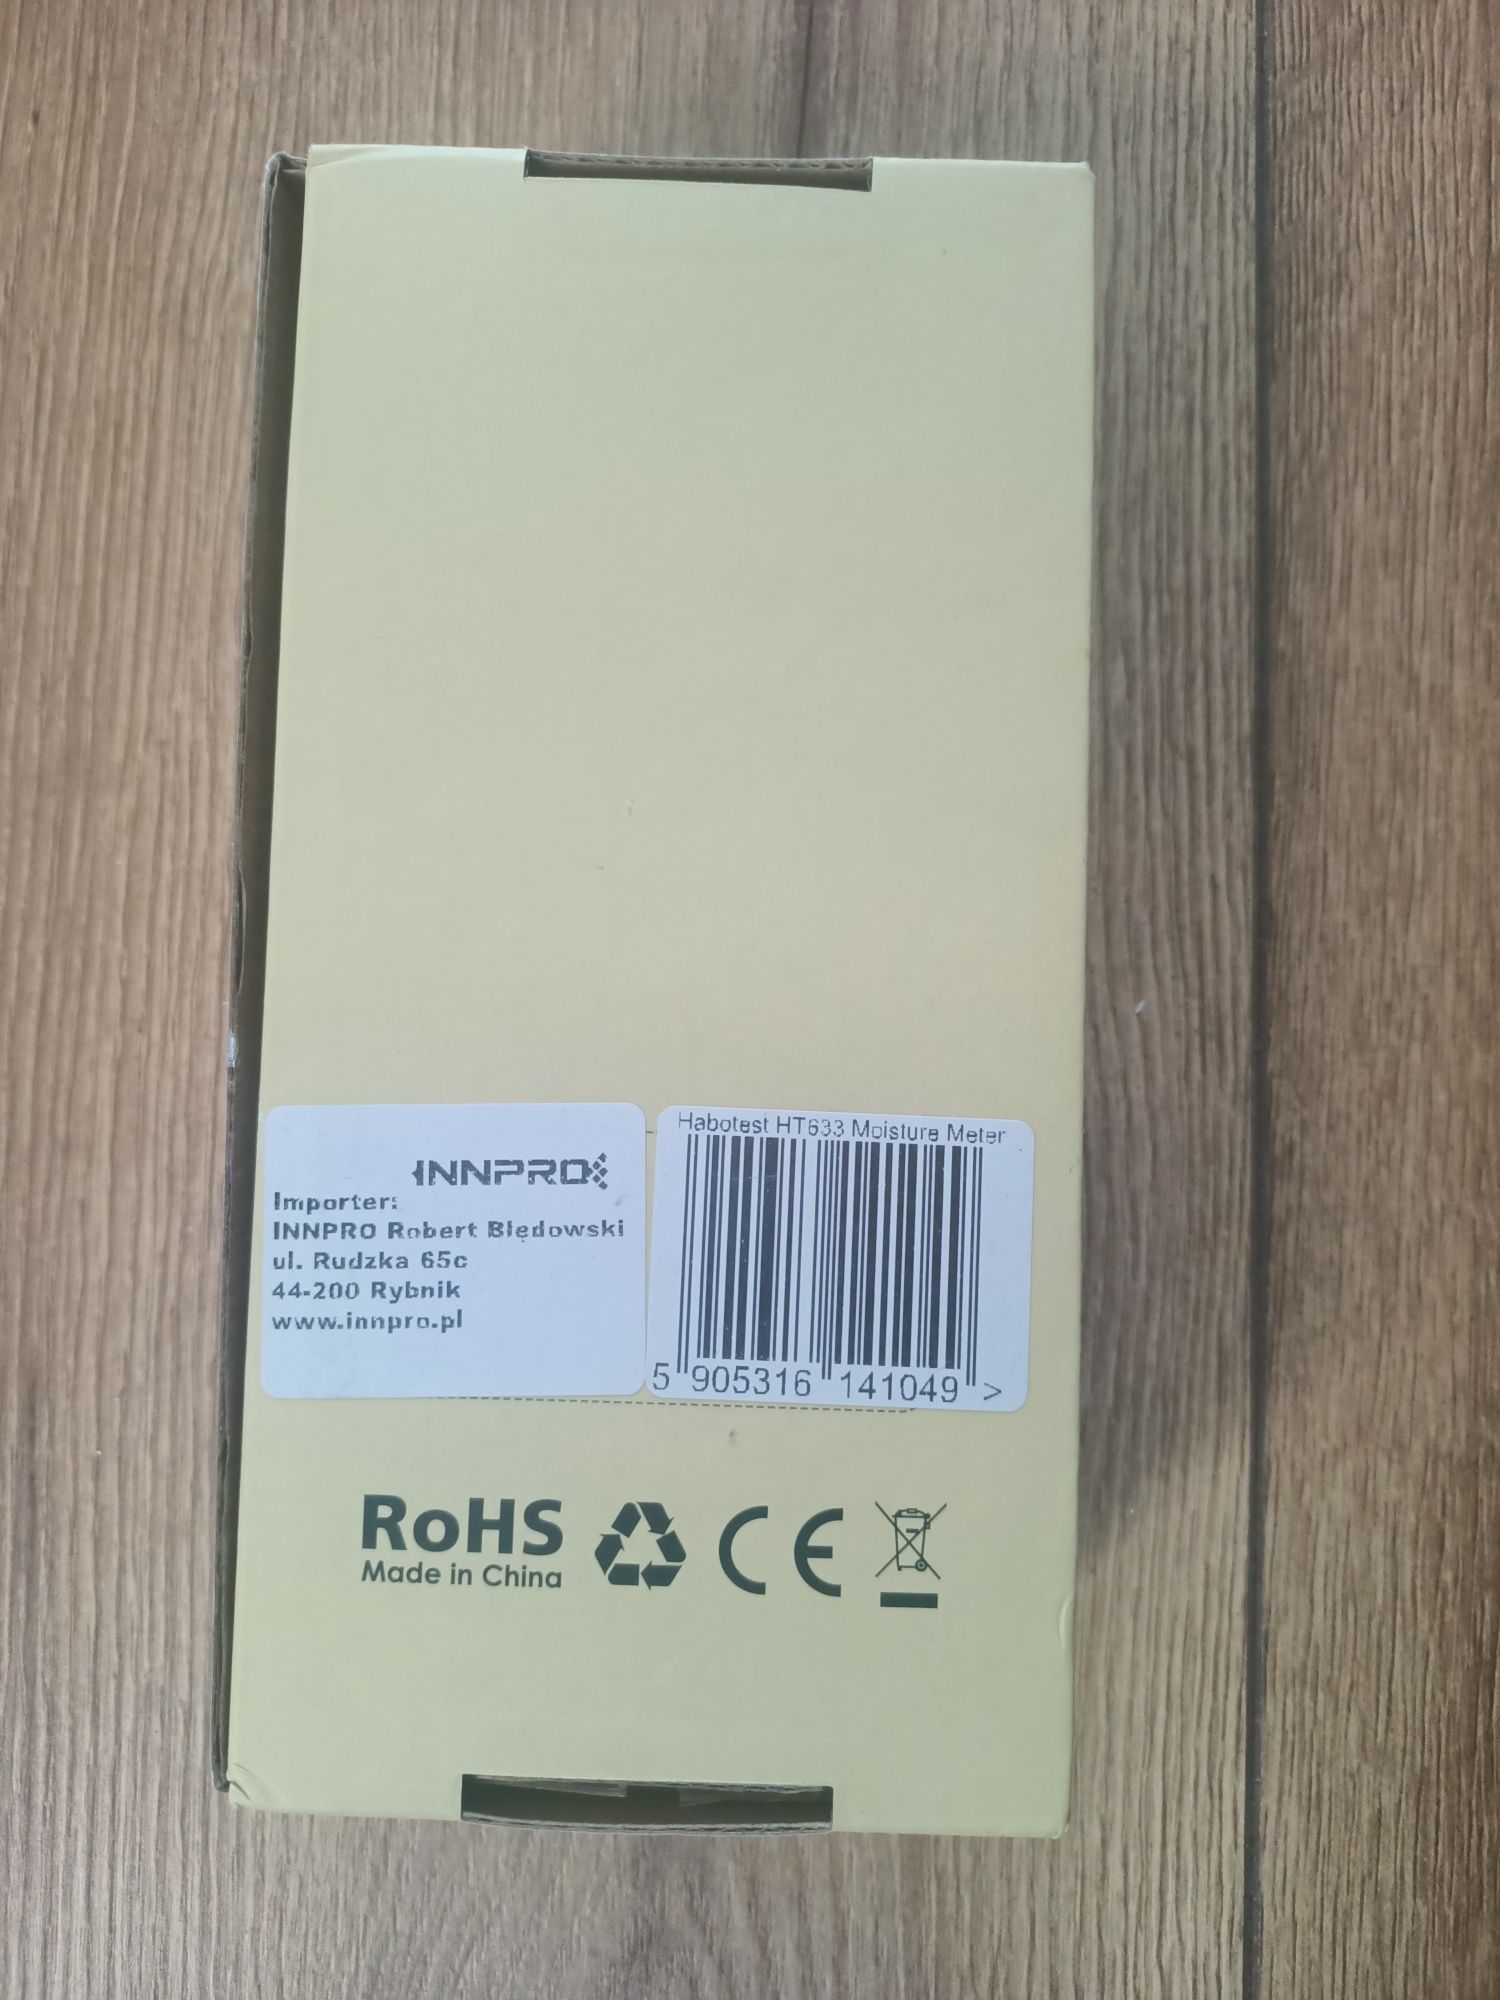 INNPRO
Importer:
INNPRO Robert Błędowski
ul. Rudzka 65c
44-200 Rybnik
www.innpro.pl
Habotest HT633 Moisture Meter
5 905316 141049 >
RoHS
Made in China
CE